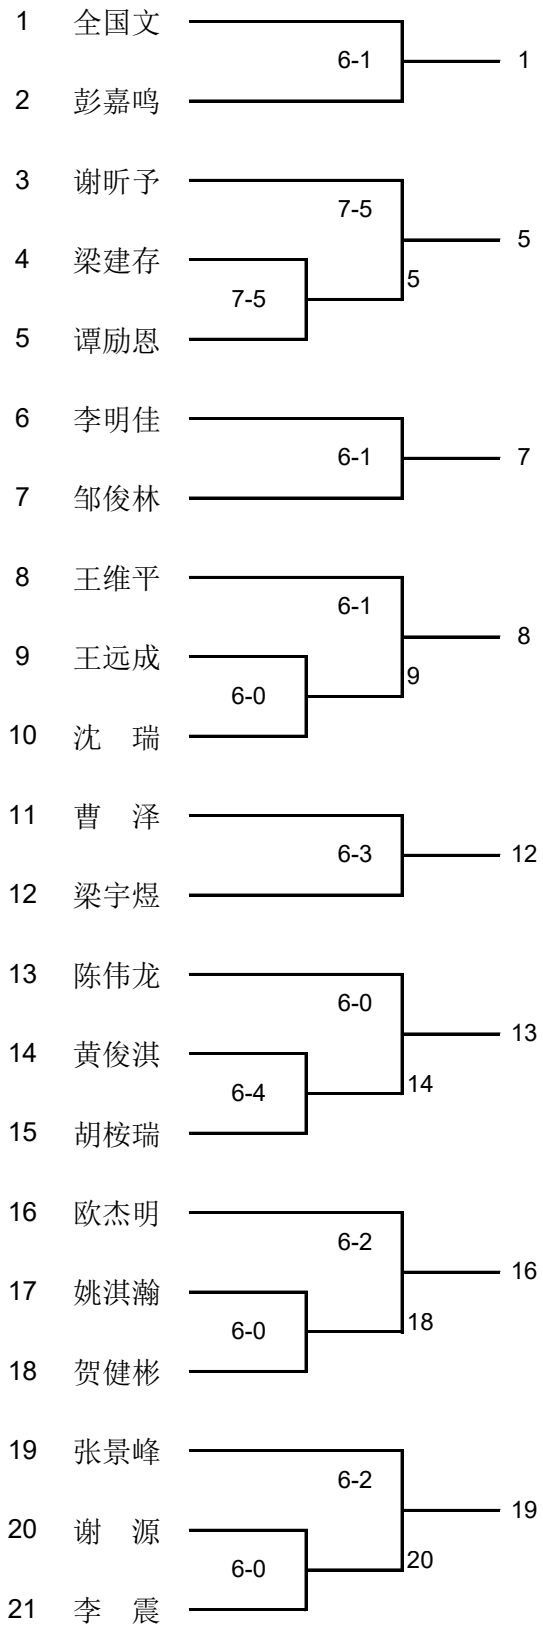 1 全国文
6-1 1
2 彭嘉鸣
3 谢昕予
7-5
5
4 梁建存
5
7-5
5 谭励恩
6 李明佳
6-1 7
7 邹俊林
8 王维平
6-1
8
9 王远成
9
6-0
10 沈 瑞
11 曹 泽
6-3 12
12 梁宇煜
13 陈伟龙
6-0
13
14 黄俊淇
14
6-4
15 胡桉瑞
16 欧杰明
6-2
16
17 姚淇瀚
18
6-0
18 贺健彬
19 张景峰
6-2
19
20 谢 源
20
6-0
21 李 震